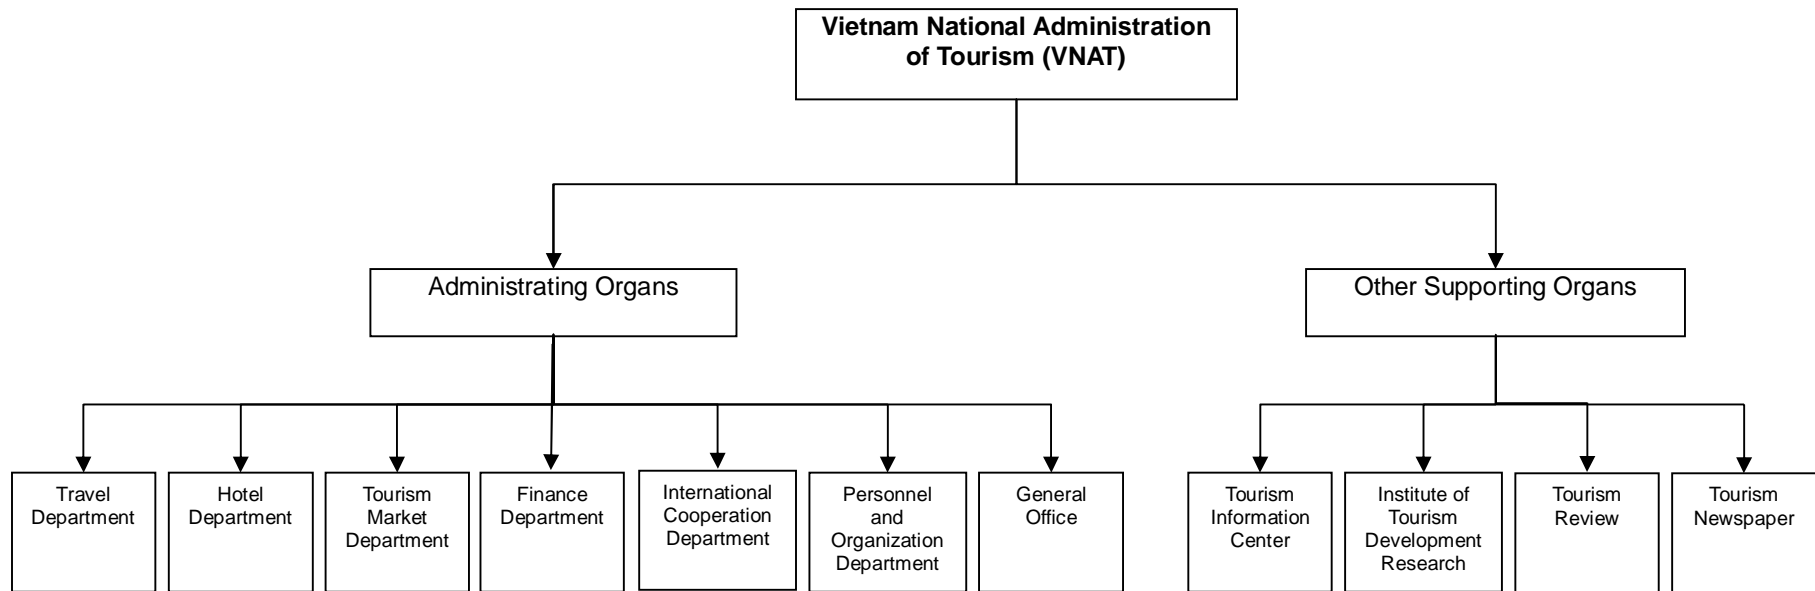 Vietnam National Administration
of Tourism (VNAT)
Administrating Organs
Other Supporting Organs
Travel
Department
Hotel
Department
Tourism
Market
Department
Finance
Department
International
Cooperation
Department
Personnel
and
Organization
Department
General
Office
Tourism
Information
Center
Institute of
Tourism
Development
Research
Tourism
Review
Tourism
Newspaper